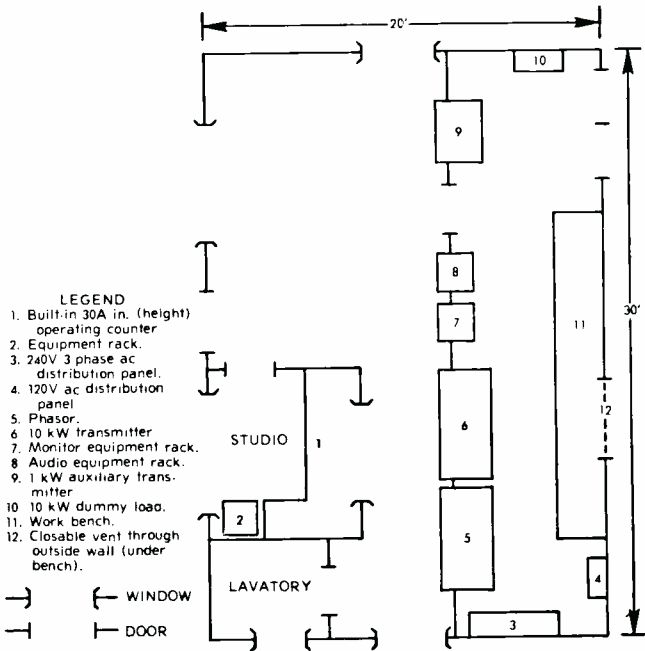 20'
10
9
8
7
6
5
11
12
30'
4
3
STUDIO
1
2
LAVATORY
LEGEND
1. Built-in 30A in. (height)
operating counter
2. Equipment rack.
3. 240V 3 phase ac
distribution panel.
4. 120V ac distribution
panel
5. Phasor.
6 10 kW transmitter
7. Monitor equipment rack.
8 Audio equipment rack.
9. 1 kW auxiliary trans-
mitter
10 10 kW dummy load.
11. Work bench.
12. Closable vent through
outside wall (under
bench).
WINDOW
DOOR